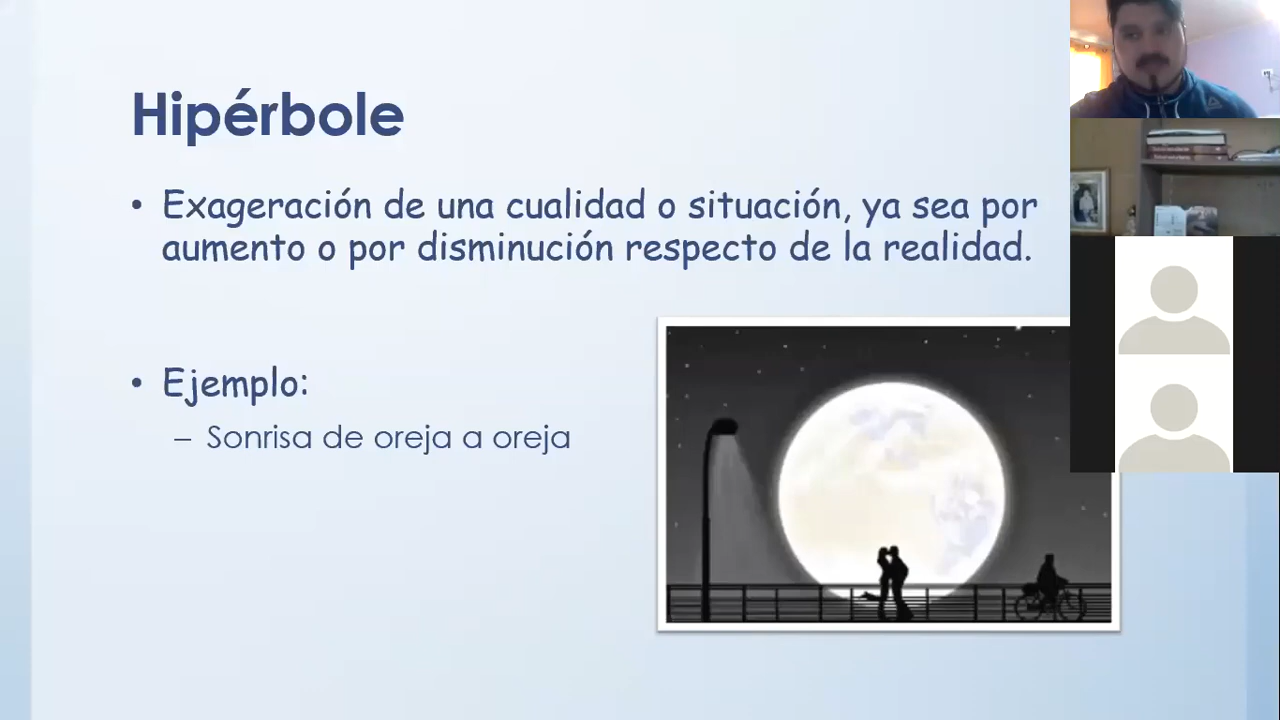 Hipérbole
• Exageración de una cualidad o situación, ya sea por
aumento o por disminución respecto de la realidad.
• Ejemplo:
– Sonrisa de oreja a oreja